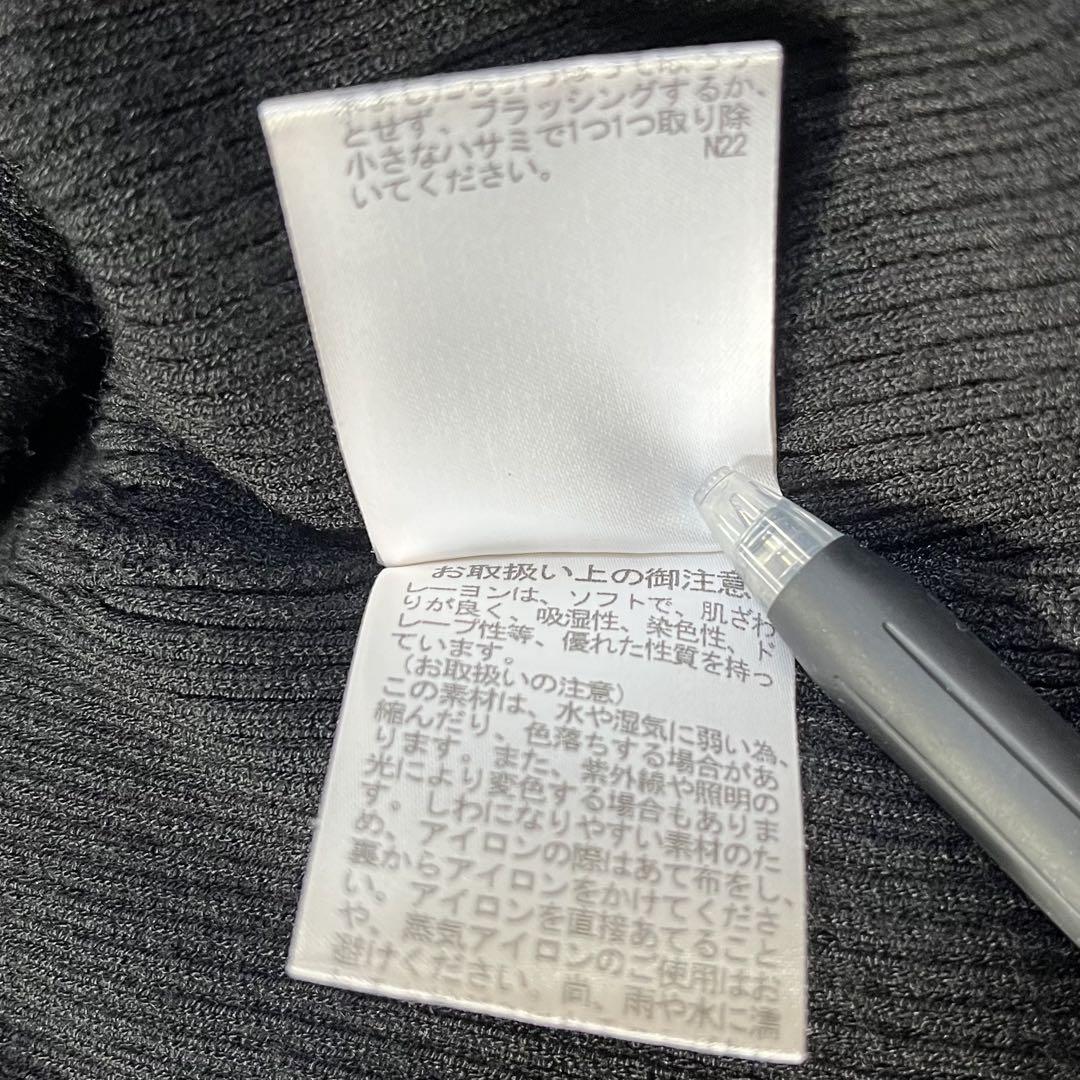 とせず、ブラッシングするか、
小さなハサミで1つ1つ取り除
いてください。
N22
お取扱い上の御注意
レーヨンは、ソフトで、肌ざわ
りが良く、吸湿性、染色性、ド
レープ性等、優れた性質を持っ
ています。
(お取扱いの注意)
この素材は、水や湿気に弱い為、
縮んだり、色落ちする場合があ
ります。また、紫外線や照明の
光により変色する場合もありま
す。しわになりやすい素材のた
め、アイロンの際はあて布をし、
裏からアイロンをかけてくださ
い。アイロンを直接あてること
や、蒸気アイロンのご使用はお
避けください。尚、雨や水に濡